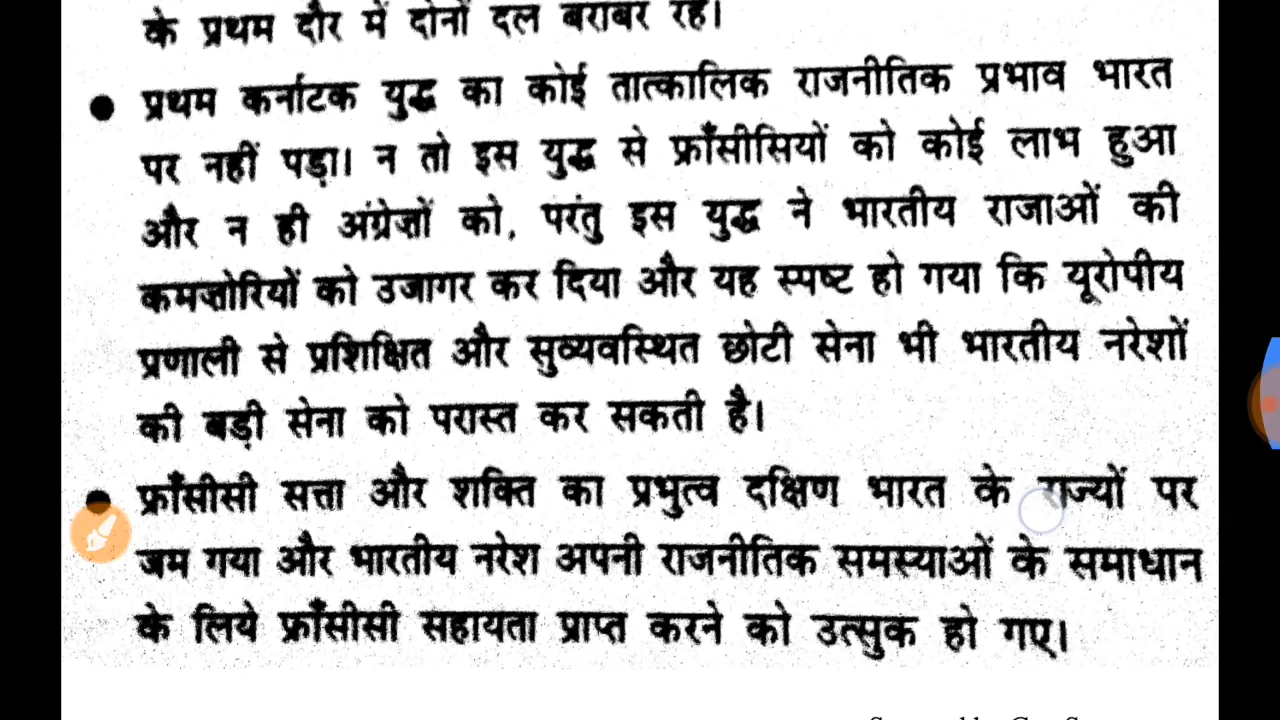 के प्रथम दौर में दोनों दल बराबर रहे।
● प्रथम कर्नाटक युद्ध का कोई तात्कालिक राजनीतिक प्रभाव भारत
पर नहीं पड़ा। न तो इस युद्ध से फ्राँसीसियों को कोई लाभ हुआ
और न ही अंग्रेज़ों को, परंतु इस युद्ध ने भारतीय राजाओं की
कमज़ोरियों को उजागर कर दिया और यह स्पष्ट हो गया कि यूरोपीय
प्रणाली से प्रशिक्षित और सुव्यवस्थित छोटी सेना भी भारतीय नरेशों
की बड़ी सेना को परास्त कर सकती है।
● फ्राँसीसी सत्ता और शक्ति का प्रभुत्व दक्षिण भारत के राज्यों पर
जम गया और भारतीय नरेश अपनी राजनीतिक समस्याओं के समाधान
के लिये फ्राँसीसी सहायता प्राप्त करने को उत्सुक हो गए।